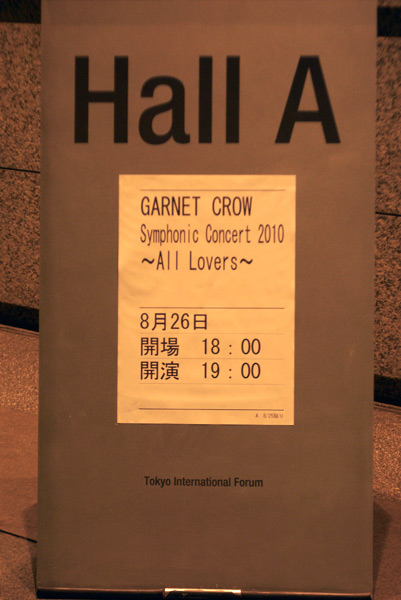 Hall A
GARNET CROW
Symphonic Concert 2010
～All Lovers～
8月26日
開場 18：00
開演 19：00
Tokyo International Forum